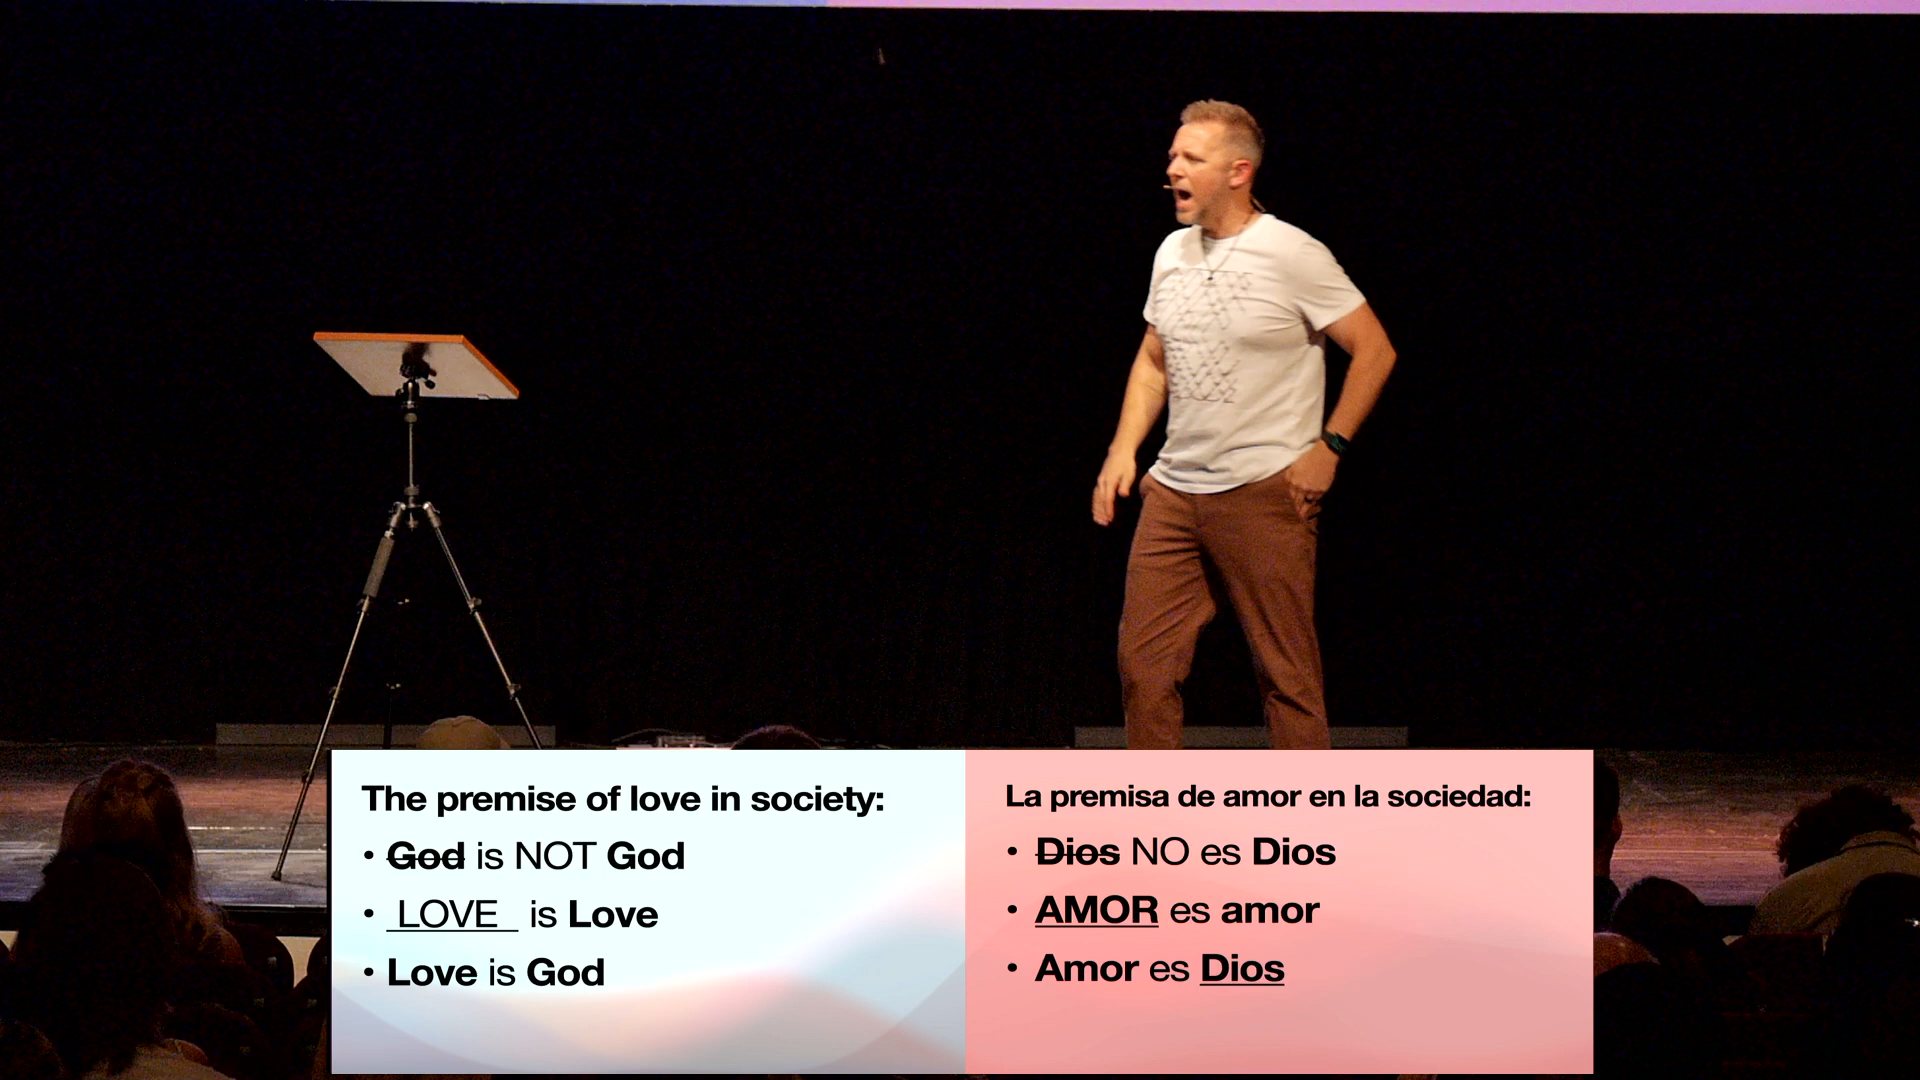 The premise of love in society:
• God is NOT God
• LOVE is Love
• Love is God
La premisa de amor en la sociedad:
• Dios NO es Dios
• AMOR es amor
• Amor es Dios